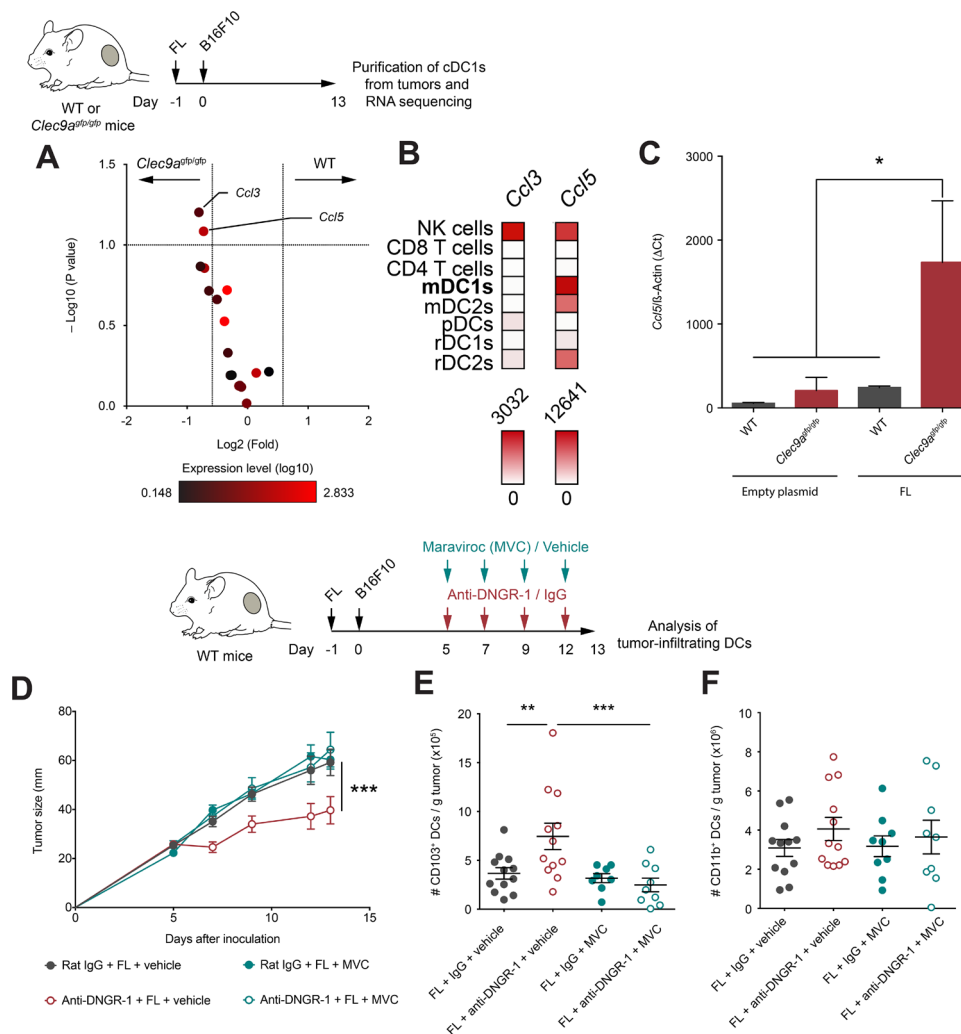 FL
B16F10
Day
-1
0
13
WT or
Clec9agfp/gfp mice
Purification of cDC1s
from tumors and
RNA sequencing
A
Clec9agfp/gfp
WT
Ccl3
Ccl5
1.5
1.0
0.5
0.0
– Log10 (P value)
-2
-1
0
1
2
Log2 (Fold)
Expression level (log10)
0.148
2.833
B
Ccl3
Ccl5
NK cells
CD8 T cells
CD4 T cells
mDC1s
mDC2s
pDCs
rDC1s
rDC2s
3032
12641
0
0
C
*
3000
2000
1000
0
Ccl5/ß-Actin (ΔCt)
WT
Clec9agfp/gfp
WT
Clec9agfp/gfp
Empty plasmid
FL
Maraviroc (MVC) / Vehicle
Anti-DNGR-1 / IgG
FL
B16F10
WT mice
Day
-1
0
5
7
9
12
13
Analysis of
tumor-infiltrating DCs
D
80
60
40
20
0
Tumor size (mm
***
0
5
10
15
Days after inoculation
Rat IgG + FL + vehicle
Rat IgG + FL + MVC
Anti-DNGR-1 + FL + vehicle
Anti-DNGR-1 + FL + MVC
E
**
***
20
15
10
5
0
# CD103+ DCs / g tumor (x10⁵)
FL + IgG + vehicle
FL + anti-DNGR-1 + vehicle
FL + IgG + MVC
FL + anti-DNGR-1 + MVC
F
10
8
6
4
2
0
# CD11b+ DCs / g tumor (x10⁶)
FL + IgG + vehicle
FL + anti-DNGR-1 + vehicle
FL + IgG + MVC
FL + anti-DNGR-1 + MVC